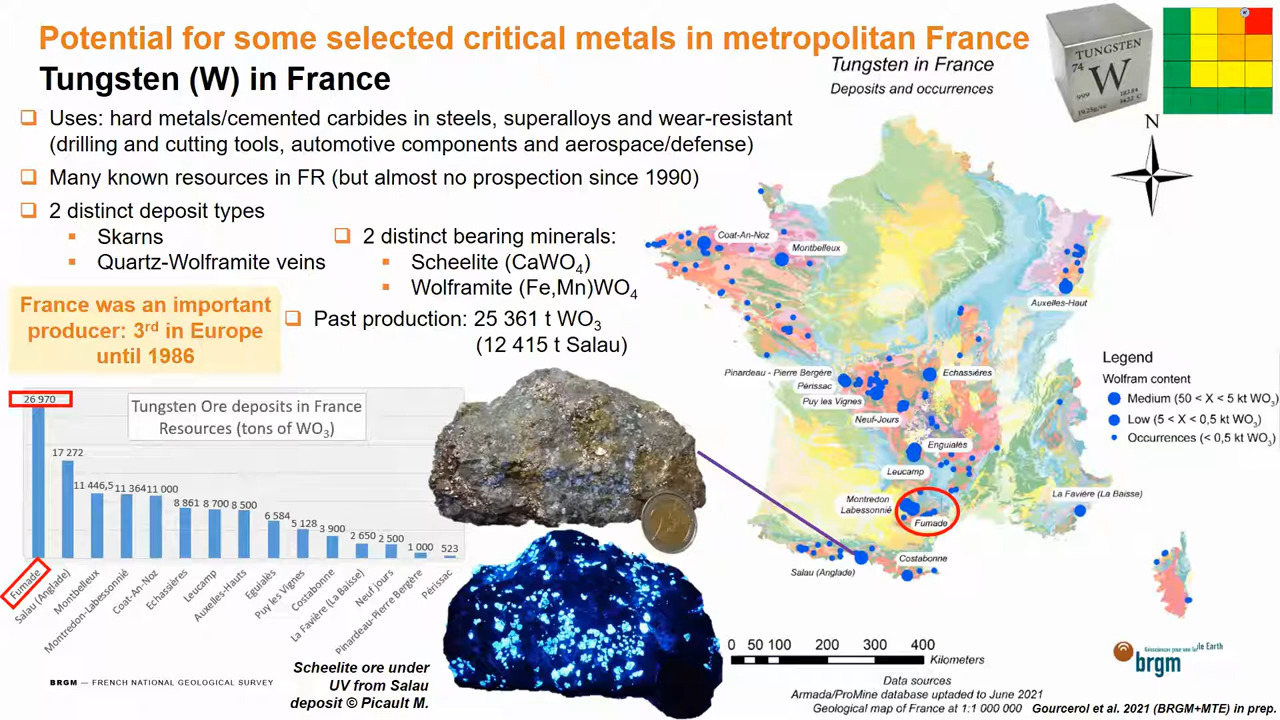 Potential for some selected critical metals in metropolitan France
Tungsten (W) in France
Uses: hard metals/cemented carbides in steels, superalloys and wear-resistant
(drilling and cutting tools, automotive components and aerospace/defense)
Many known resources in FR (but almost no prospection since 1990)
2 distinct deposit types
Skarns
Quartz-Wolframite veins
2 distinct bearing minerals:
Scheelite (CaWO4)
Wolframite (Fe,Mn)WO4
France was an important
producer: 3rd in Europe
until 1986
Past production: 25 361 t WO3
(12 415 t Salau)
Tungsten Ore deposits in France
Resources (tons of WO3)
26 970
17 272
11 446,5
11 364
11 000
8 861
8 700
8 500
6 584
5 128
3 900
2 650
2 500
1 000
523
Fumade
Salau (Anglade)
Montbelleux
Montredon-Labessonnié
Coat-An-Noz
Echassières
Leucamp
Auxelles-Hauts
Eguialès
Puy les Vignes
Costabonne
La Favière (La Baisse)
Neuf jours
Pinardeau-Pierre Bergère
Périssac
Scheelite ore under
UV from Salau
deposit © Picault M.
BRGM — FRENCH NATIONAL GEOLOGICAL SURVEY
Tungsten in France
Deposits and occurrences
TUNGSTEN
74
W
999
183.84
W
N
Coat-An-Noz
Montbelleux
Auxelles-Haut
Pinardeau - Pierre Bergère
Echassières
Périssac
Puy les Vignes
Neuf-Jours
Enguialès
Leucamp
Montredon
Labessonnié
Fumade
La Favière (La Baisse)
Salau (Anglade)
Costabonne
Legend
Wolfram content
Medium (50 < X < 5 kt WO3)
Low (5 < X < 0,5 kt WO3)
Occurrences (< 0,5 kt WO3)
0 50 100 200 300 400
Kilometers
Data sources
Armada/ProMine database uptaded to June 2021
Geological map of France at 1:1 000 000
Géosciences pour une Terre
le Earth
brgm
Gourcerol et al. 2021 (BRGM+MTE) in prep.